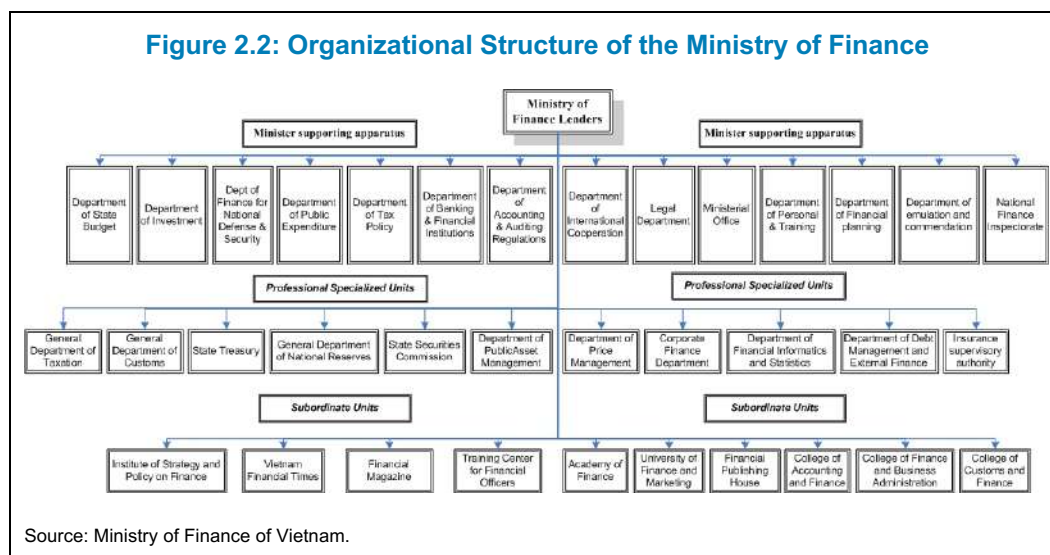 Figure 2.2: Organizational Structure of the Ministry of Finance
Ministry of
Finance Leaders
Minister supporting apparatus
Minister supporting apparatus
Department
of State
Budget
Department
of Investment
Dept of
Finance for
National
Defense &
Security
Department
of Public
Expenditure
Department
of Tax
Policy
Department
of Banking
& Financial
Institutions
Department
of
Accounting
& Auditing
Regulations
Department
of
International
Cooperation
Legal
Department
Ministerial
Office
Department
of Personal
& Training
Department
of Financial
planning
Department of
emulation and
commendation
National
Finance
Inspectorate
Professional Specialized Units
Professional Specialized Units
General
Department of
Taxation
General
Department of
Customs
State Treasury
General Department
of National Reserves
State Securities
Commission
Department of
PublicAsset
Management
Department of
Price
Management
Corporate
Finance
Department
Department of
Financial Informatics
and Statistics
Department of Debt
Management and
External Finance
Insurance
supervisory
authority
Subordinate Units
Subordinate Units
Institute of Strategy and
Policy on Finance
Vietnam
Financial Times
Financial
Magazine
Training Center
for Financial
Officers
Academy of
Finance
University of
Finance and
Marketing
Financial
Publishing
House
College of
Accounting
and Finance
College of Finance
and Business
Administration
College of
Customs and
Finance
Source: Ministry of Finance of Vietnam.